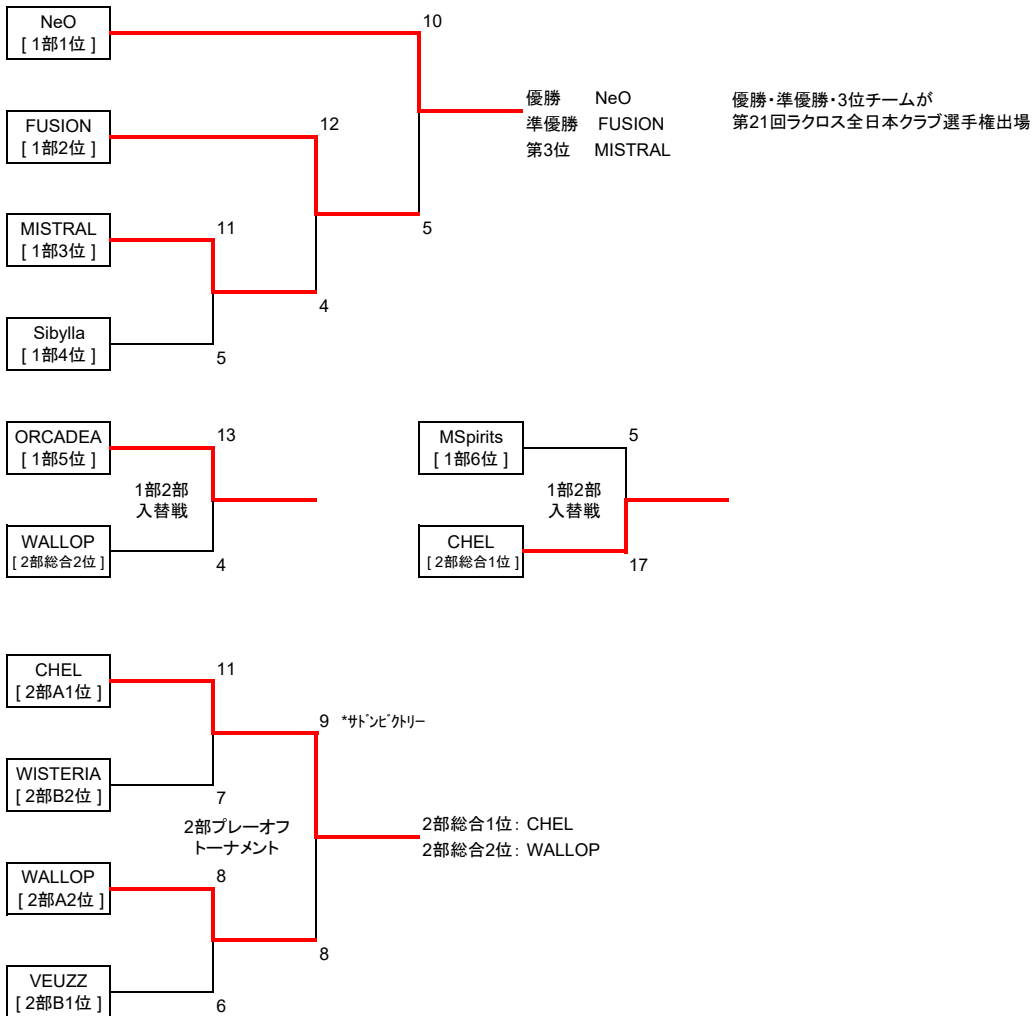 NeO
[ 1部1位 ]
10
優勝 NeO
準優勝 FUSION
第3位 MISTRAL
優勝・準優勝・3位チームが
第21回ラクロス全日本クラブ選手権出場
FUSION
[ 1部2位 ]
12
5
MISTRAL
[ 1部3位 ]
11
4
Sibylla
[ 1部4位 ]
5
ORCADEA
[ 1部5位 ]
13
1部2部
入替戦
WALLOP
[ 2部総合2位 ]
4
MSpirits
[ 1部6位 ]
5
1部2部
入替戦
CHEL
[ 2部総合1位 ]
17
CHEL
[ 2部A1位 ]
11
9 *ｻﾄﾞﾝﾋﾞｸﾄﾘｰ
WISTERIA
[ 2部B2位 ]
7
2部プレーオフ
トーナメント
2部総合1位： CHEL
2部総合2位： WALLOP
WALLOP
[ 2部A2位 ]
8
8
VEUZZ
[ 2部B1位 ]
6